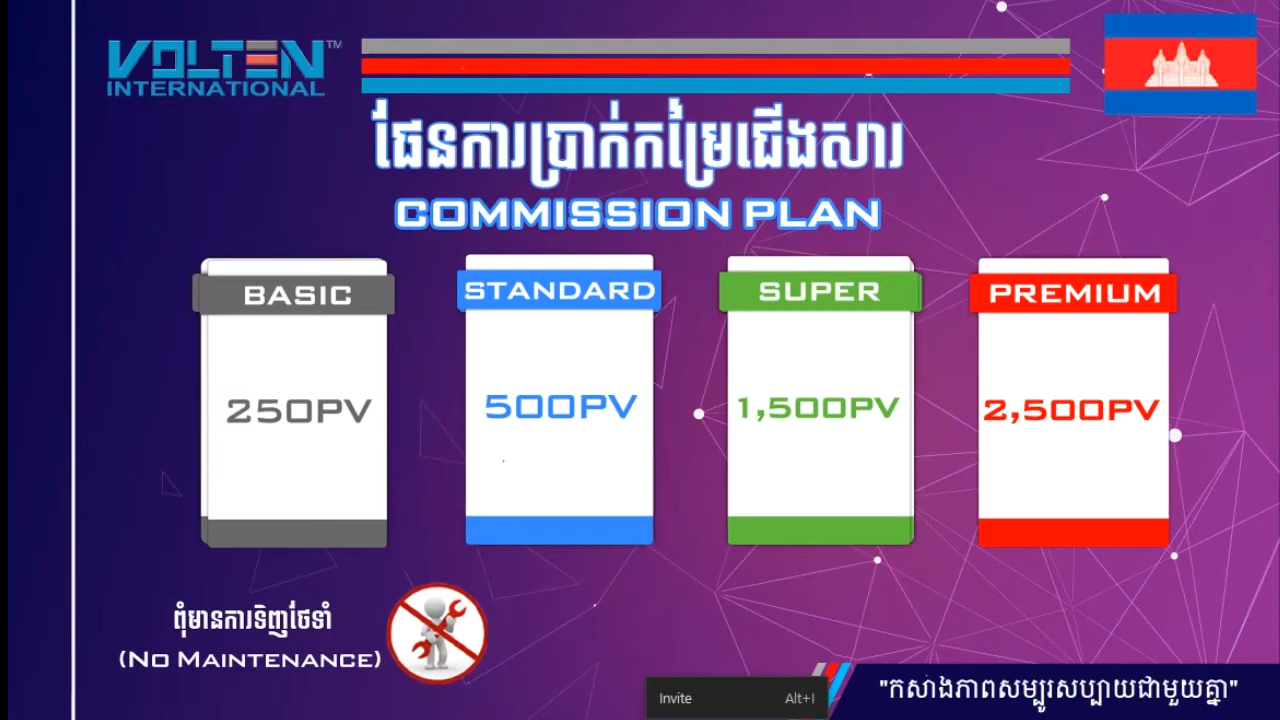 VOLTEN™
INTERNATIONAL
ផែនការប្រាក់កម្រៃជើងសារ
COMMISSION PLAN
BASIC
STANDARD
SUPER
PREMIUM
250PV
500PV
1,500PV
2,500PV
ពុំមានការទិញថែទាំ
(NO MAINTENANCE)
Invite Alt+I
"កសាងភាពសម្បូរសប្បាយជាមួយគ្នា"